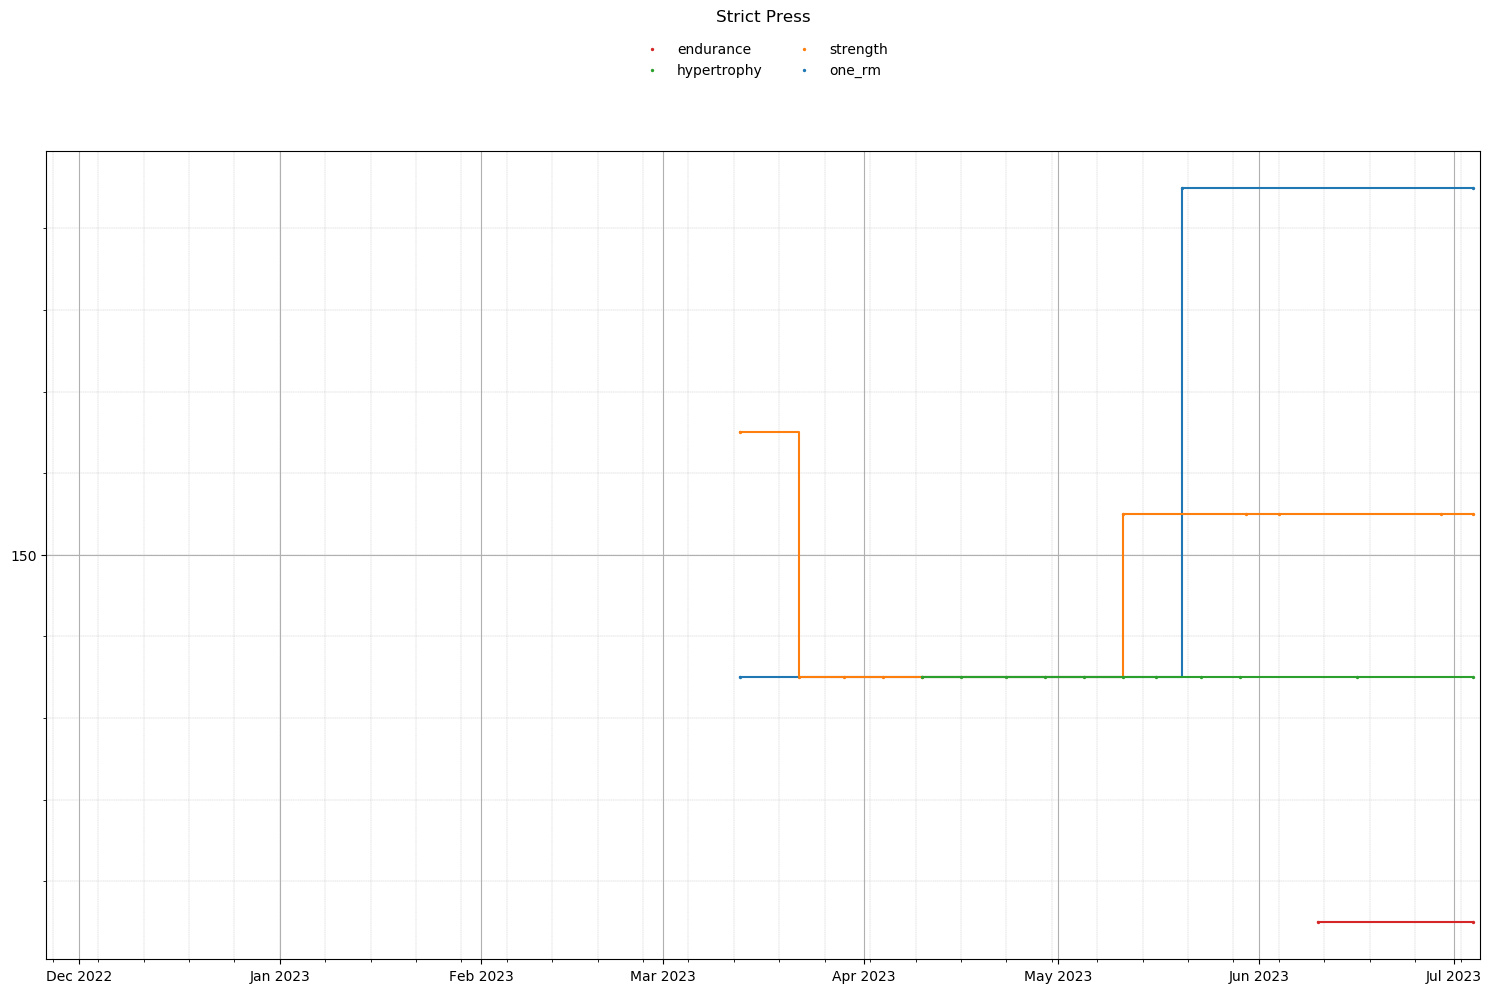 Strict Press
endurance strength
hypertrophy one_rm
150
Dec 2022 Jan 2023 Feb 2023 Mar 2023 Apr 2023 May 2023 Jun 2023 Jul 2023